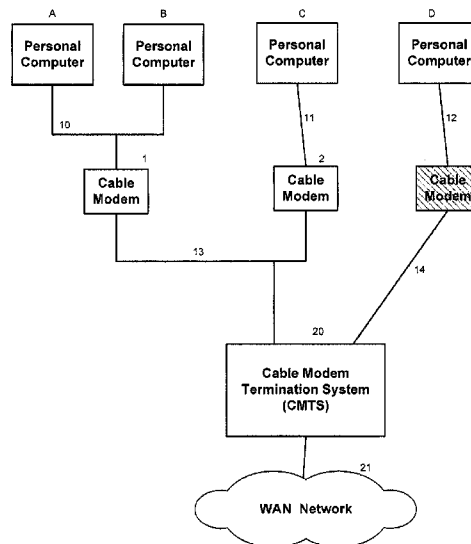 A
B
C
D
Personal
Computer
Personal
Computer
Personal
Computer
Personal
Computer
10
11
12
1
2
Cable
Modem
Cable
Modem
Cable
Modem
13
14
20
Cable Modem
Termination System
(CMTS)
21
WAN Network